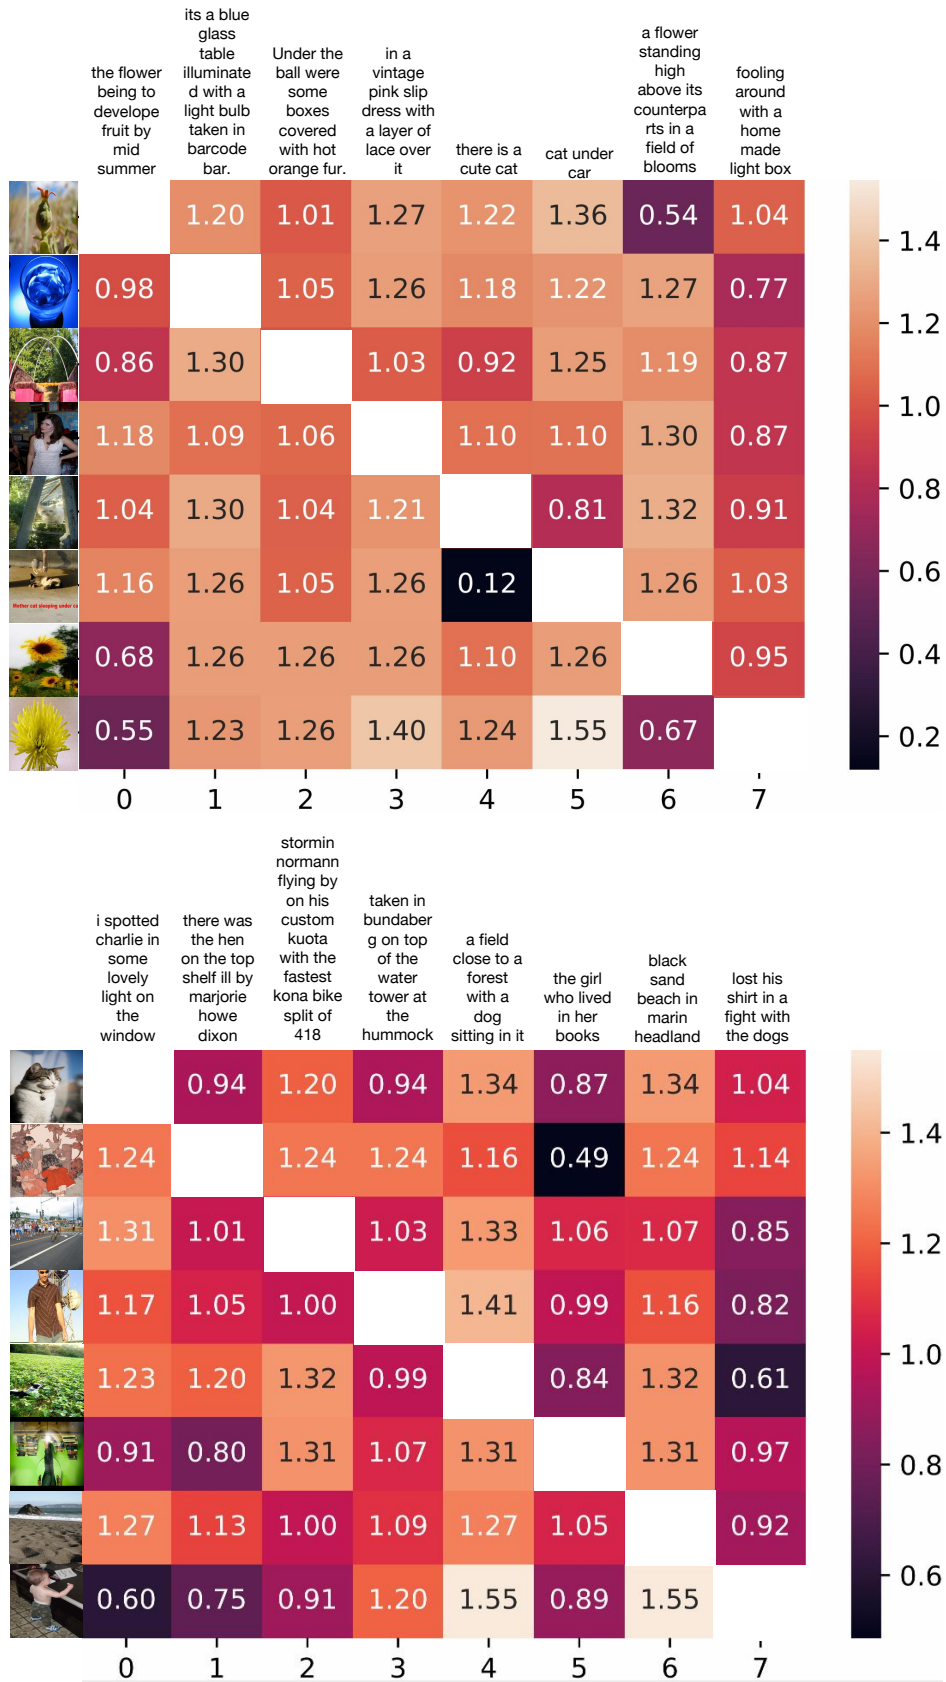 the flower being to develope fruit by mid summer
its a blue glass table illuminate d with a light bulb taken in barcode bar.
Under the ball were some boxes covered with hot orange fur.
in a vintage pink slip dress with a layer of lace over it
there is a cute cat
cat under car
a flower standing high above its counterpa rts in a field of blooms
fooling around with a home made light box
1.20 1.01 1.27 1.22 1.36 0.54 1.04
0.98 1.05 1.26 1.18 1.22 1.27 0.77
0.86 1.30 1.03 0.92 1.25 1.19 0.87
1.18 1.09 1.06 1.10 1.10 1.30 0.87
1.04 1.30 1.04 1.21 0.81 1.32 0.91
1.16 1.26 1.05 1.26 0.12 1.26 1.03
Mother cat sleeping under ca
0.68 1.26 1.26 1.26 1.10 1.26 0.95
0.55 1.23 1.26 1.40 1.24 1.55 0.67
0 1 2 3 4 5 6 7
1.4
1.2
1.0
0.8
0.6
0.4
0.2
i spotted charlie in some lovely light on the window
there was the hen on the top shelf ill by marjorie howe dixon
stormin normann flying by on his custom kuota with the fastest kona bike split of 418
taken in bundaber g on top of the water tower at the hummock
a field close to a forest with a dog sitting in it
the girl who lived in her books
black sand beach in marin headland
lost his shirt in a fight with the dogs
0.94 1.20 0.94 1.34 0.87 1.34 1.04
1.24 1.24 1.24 1.16 0.49 1.24 1.14
1.31 1.01 1.03 1.33 1.06 1.07 0.85
1.17 1.05 1.00 1.41 0.99 1.16 0.82
1.23 1.20 1.32 0.99 0.84 1.32 0.61
0.91 0.80 1.31 1.07 1.31 1.31 0.97
1.27 1.13 1.00 1.09 1.27 1.05 0.92
0.60 0.75 0.91 1.20 1.55 0.89 1.55
0 1 2 3 4 5 6 7
1.4
1.2
1.0
0.8
0.6